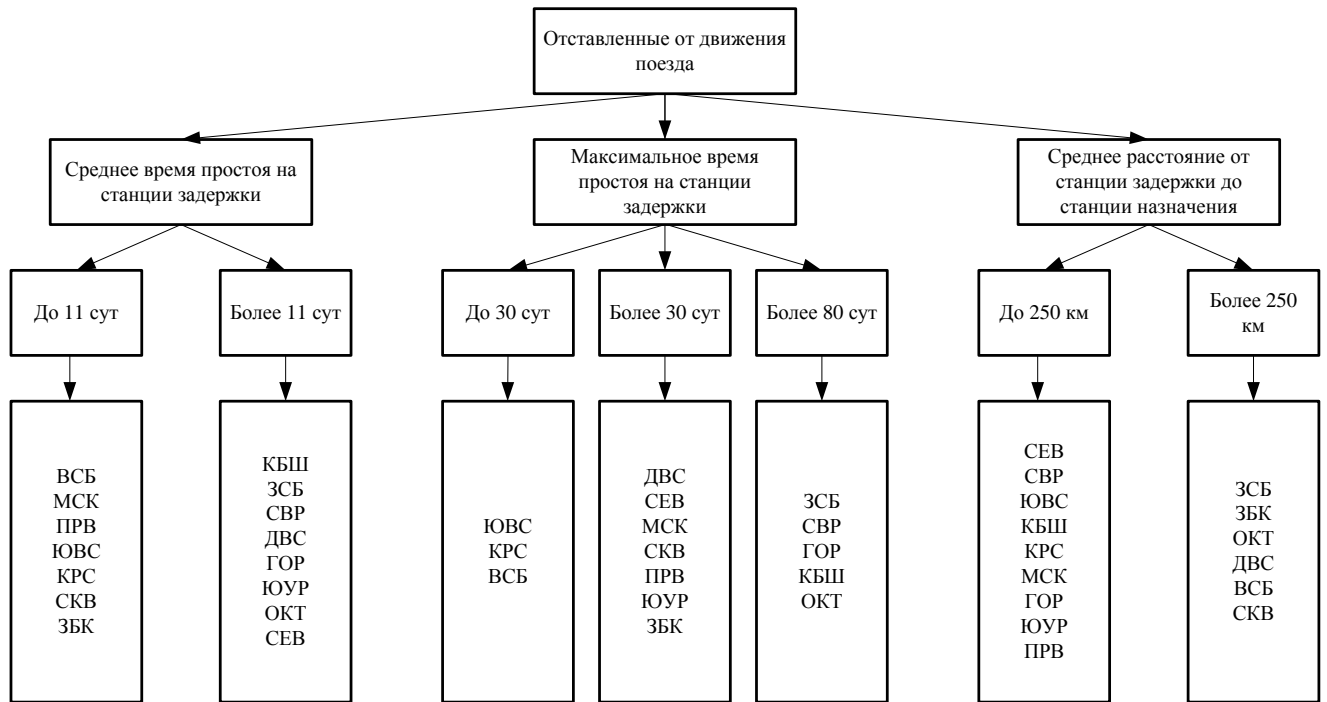 Отставленные от движения
поезда
Среднее время простоя на
станции задержки
Максимальное время
простоя на станции
задержки
Среднее расстояние от
станции задержки до
станции назначения
До 11 сут
Более 11 сут
До 30 сут
Более 30 сут
Более 80 сут
До 250 км
Более 250
км
ВСБ
МСК
ПРВ
ЮВС
КРС
СКВ
ЗБК
КБШ
ЗСБ
СВР
ДВС
ГОР
ЮУР
ОКТ
СЕВ
ЮВС
КРС
ВСБ
ДВС
СЕВ
МСК
СКВ
ПРВ
ЮУР
ЗБК
ЗСБ
СВР
ГОР
КБШ
ОКТ
СЕВ
СВР
ЮВС
КБШ
КРС
МСК
ГОР
ЮУР
ПРВ
ЗСБ
ЗБК
ОКТ
ДВС
ВСБ
СКВ